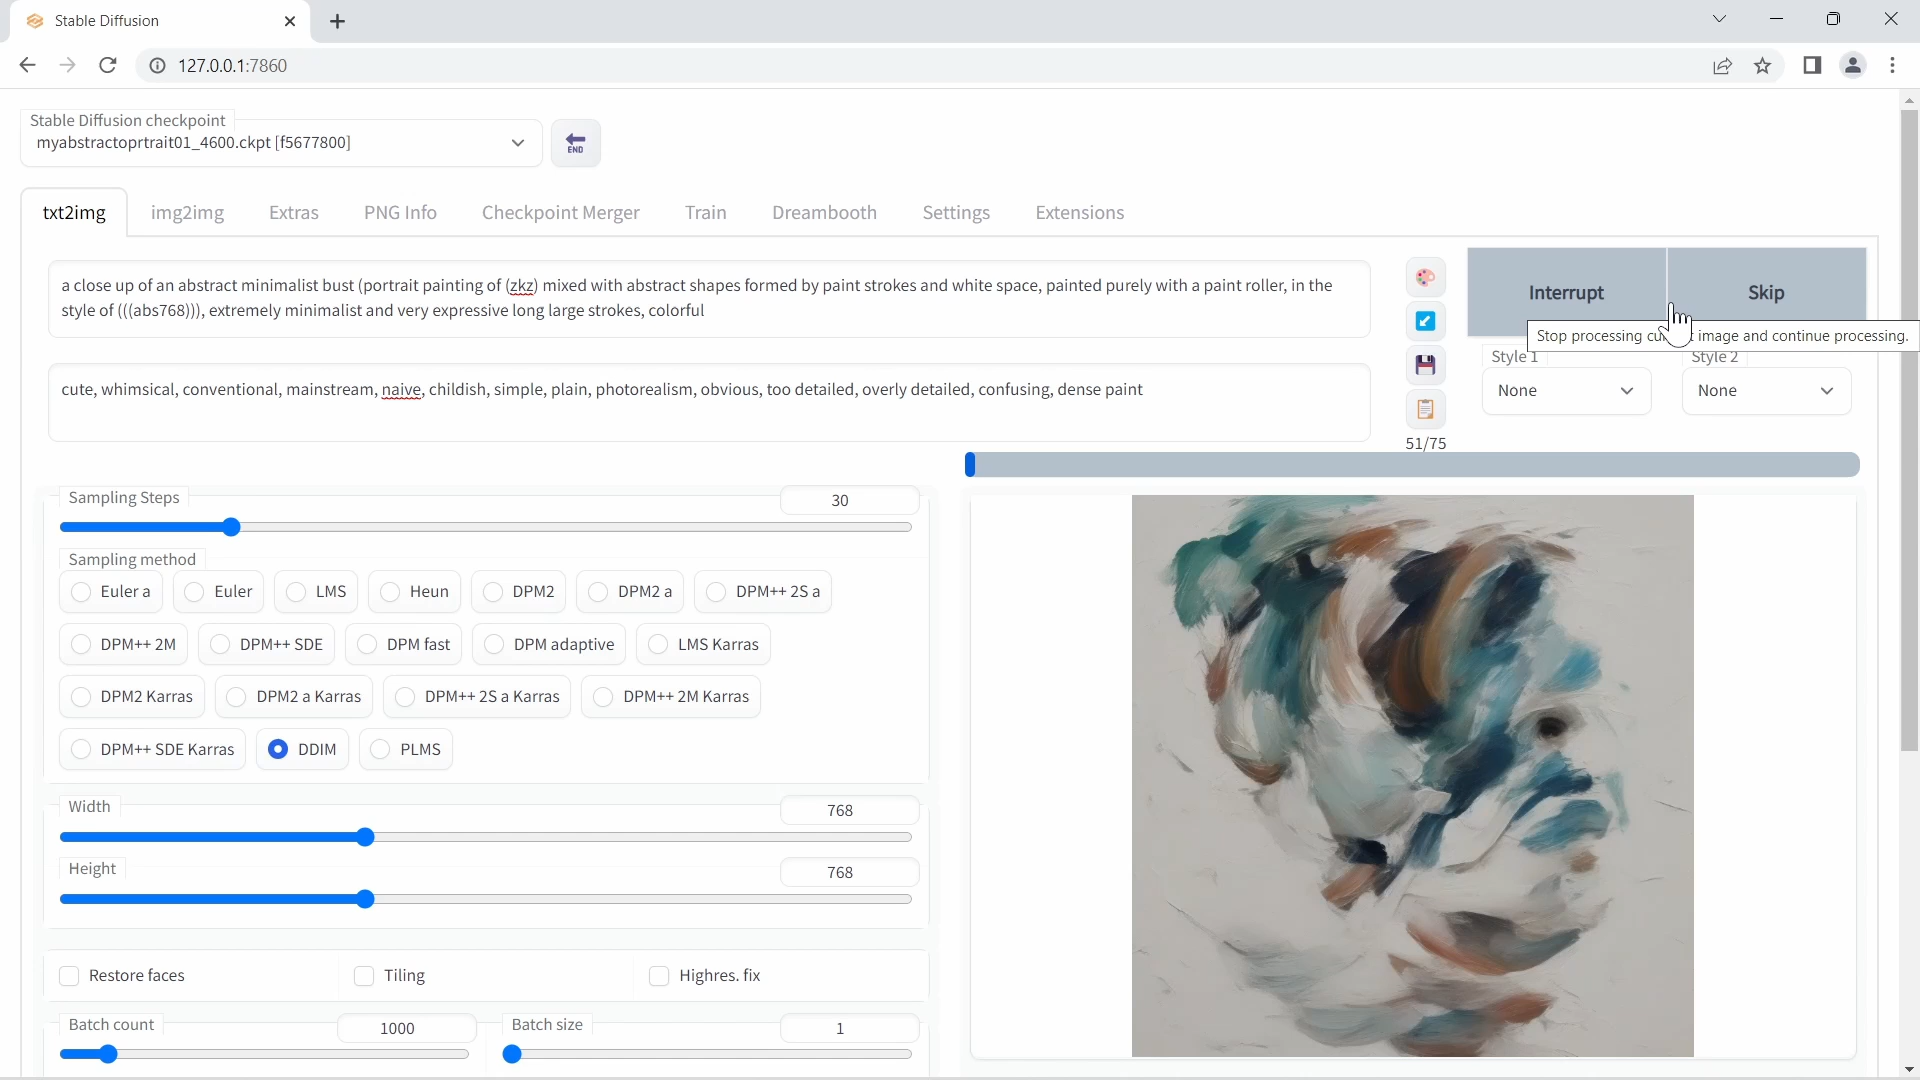 Stable Diffusion
127.0.0.1:7860
Stable Diffusion checkpoint
myabstractoprtrait01_4600.ckpt [f5677800]
END
txt2img
img2img
Extras
PNG Info
Checkpoint Merger
Train
Dreambooth
Settings
Extensions
a close up of an abstract minimalist bust (portrait painting of (zkz) mixed with abstract shapes formed by paint strokes and white space, painted purely with a paint roller, in the
style of (((abs768))), extremely minimalist and very expressive long large strokes, colorful
Interrupt
Skip
Stop processing image and continue processing.
Style 1
Style 2
None
None
cute, whimsical, conventional, mainstream, naive, childish, simple, plain, photorealism, obvious, too detailed, overly detailed, confusing, dense paint
51/75
Sampling Steps
30
Sampling method
Euler a
Euler
LMS
Heun
DPM2
DPM2 a
DPM++ 2S a
DPM++ 2M
DPM++ SDE
DPM fast
DPM adaptive
LMS Karras
DPM2 Karras
DPM2 a Karras
DPM++ 2S a Karras
DPM++ 2M Karras
DPM++ SDE Karras
DDIM
PLMS
Width
768
Height
768
Restore faces
Tiling
Highres. fix
Batch count
1000
Batch size
1